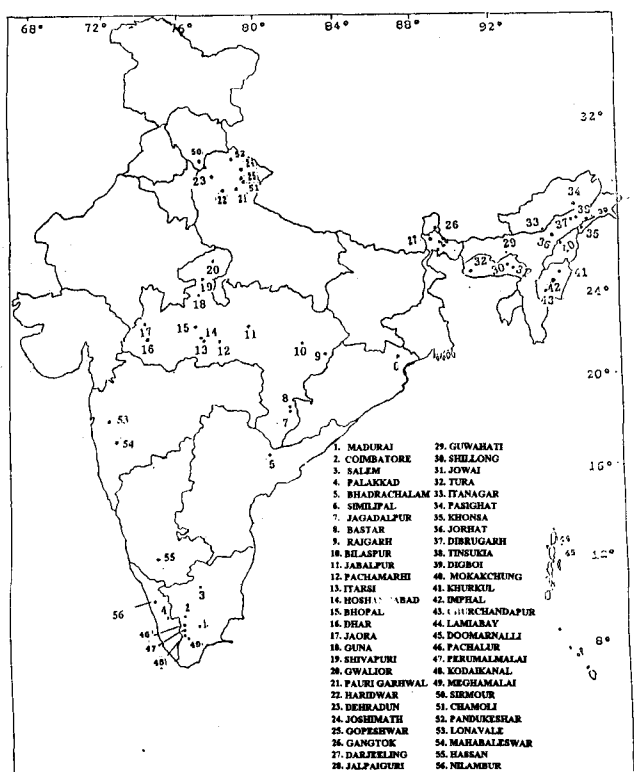 68° 72° 76° 80° 84° 88° 92°
32°
24°
20°
16°
12°
8°
1. MADURAI
2. COIMBATORE
3. SALEM
4. PALAKKAD
5. BHADRACHALAM
6. SIMILIPAL
7. JAGADALPUR
8. BASTAR
9. RAIGARH
10. BILASPUR
11. JABALPUR
12. PACHAMARHI
13. ITARSI
14. 
15. BHOPAL
16. DHAR
17. JAORA
18. GUNA
19. SHIVAPURI
20. GWALIOR
21. PAURI GARHWAL
22. HARIDWAR
23. DEHRADUN
24. JOSHIMATH
25. GOPESHWAR
26. GANGTOK
27. DARJEELING
28. JALPAIGURI
29. GUWAHATI
30. SHILLONG
31. JOWAI
32. TURA
33. ITANAGAR
34. PASIGHAT
35. KHONSA
36. JORHAT
37. DIBRUGARH
38. TINSUKIA
39. DIGBOI
40. MOKAKCHUNG
41. KHURKUL
42. IMPHAL
43.
44. LAMIABAY
45. DOOMARNALLI
46. PACHALUR
47. PERUMALMALAI
48. KODAIKANAL
49. MEGHAMALAI
50. SIRMOUR
51. CHAMOLI
52. PANDUKESHAR
53. LONAVALE
54. MAHABALESWAR
55. HASSAN
56. NILAMBUR